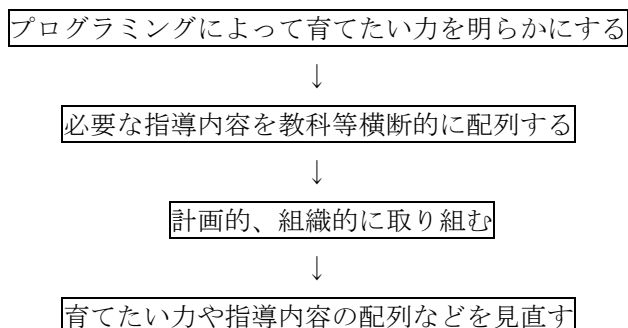 プログラミングによって育てたい力を明らかにする
↓
必要な指導内容を教科等横断的に配列する
↓
計画的、組織的に取り組む
↓
育てたい力や指導内容の配列などを見直す